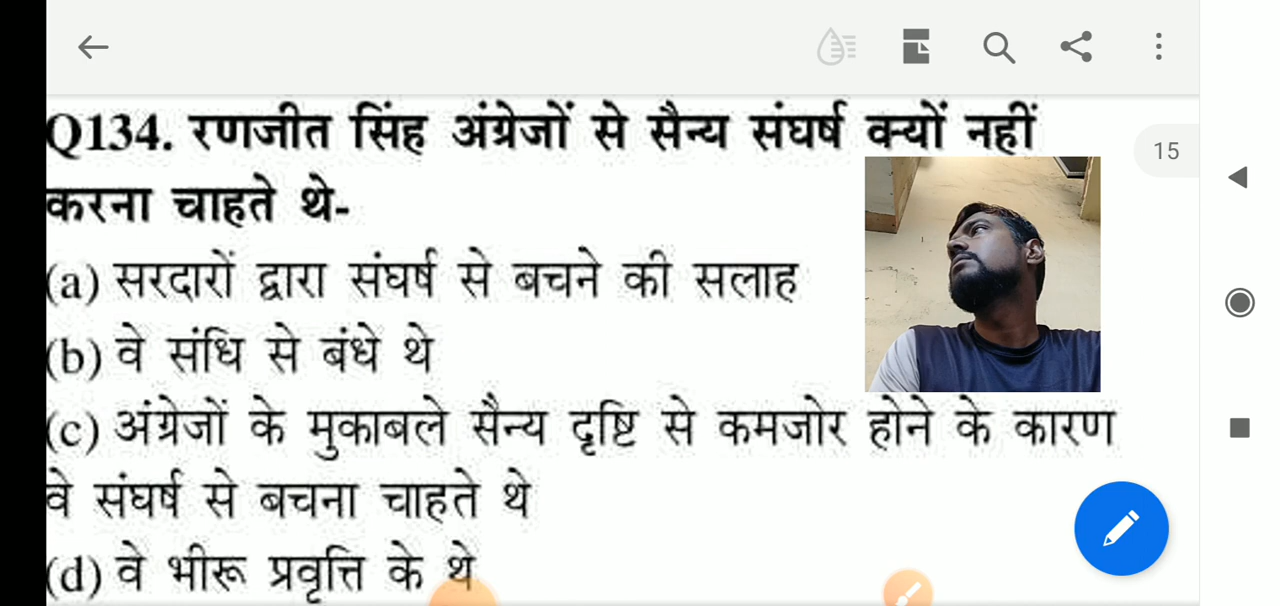 15
Q134. रणजीत सिंह अंग्रेजों से सैन्य संघर्ष क्यों नहीं
करना चाहते थे-
(a) सरदारों द्वारा संघर्ष से बचने की सलाह
(b) वे संधि से बंधे थे
(c) अंग्रेजों के मुकाबले सैन्य दृष्टि से कमजोर होने के कारण
वे संघर्ष से बचना चाहते थे
(d) वे भीरू प्रवृत्ति के थे